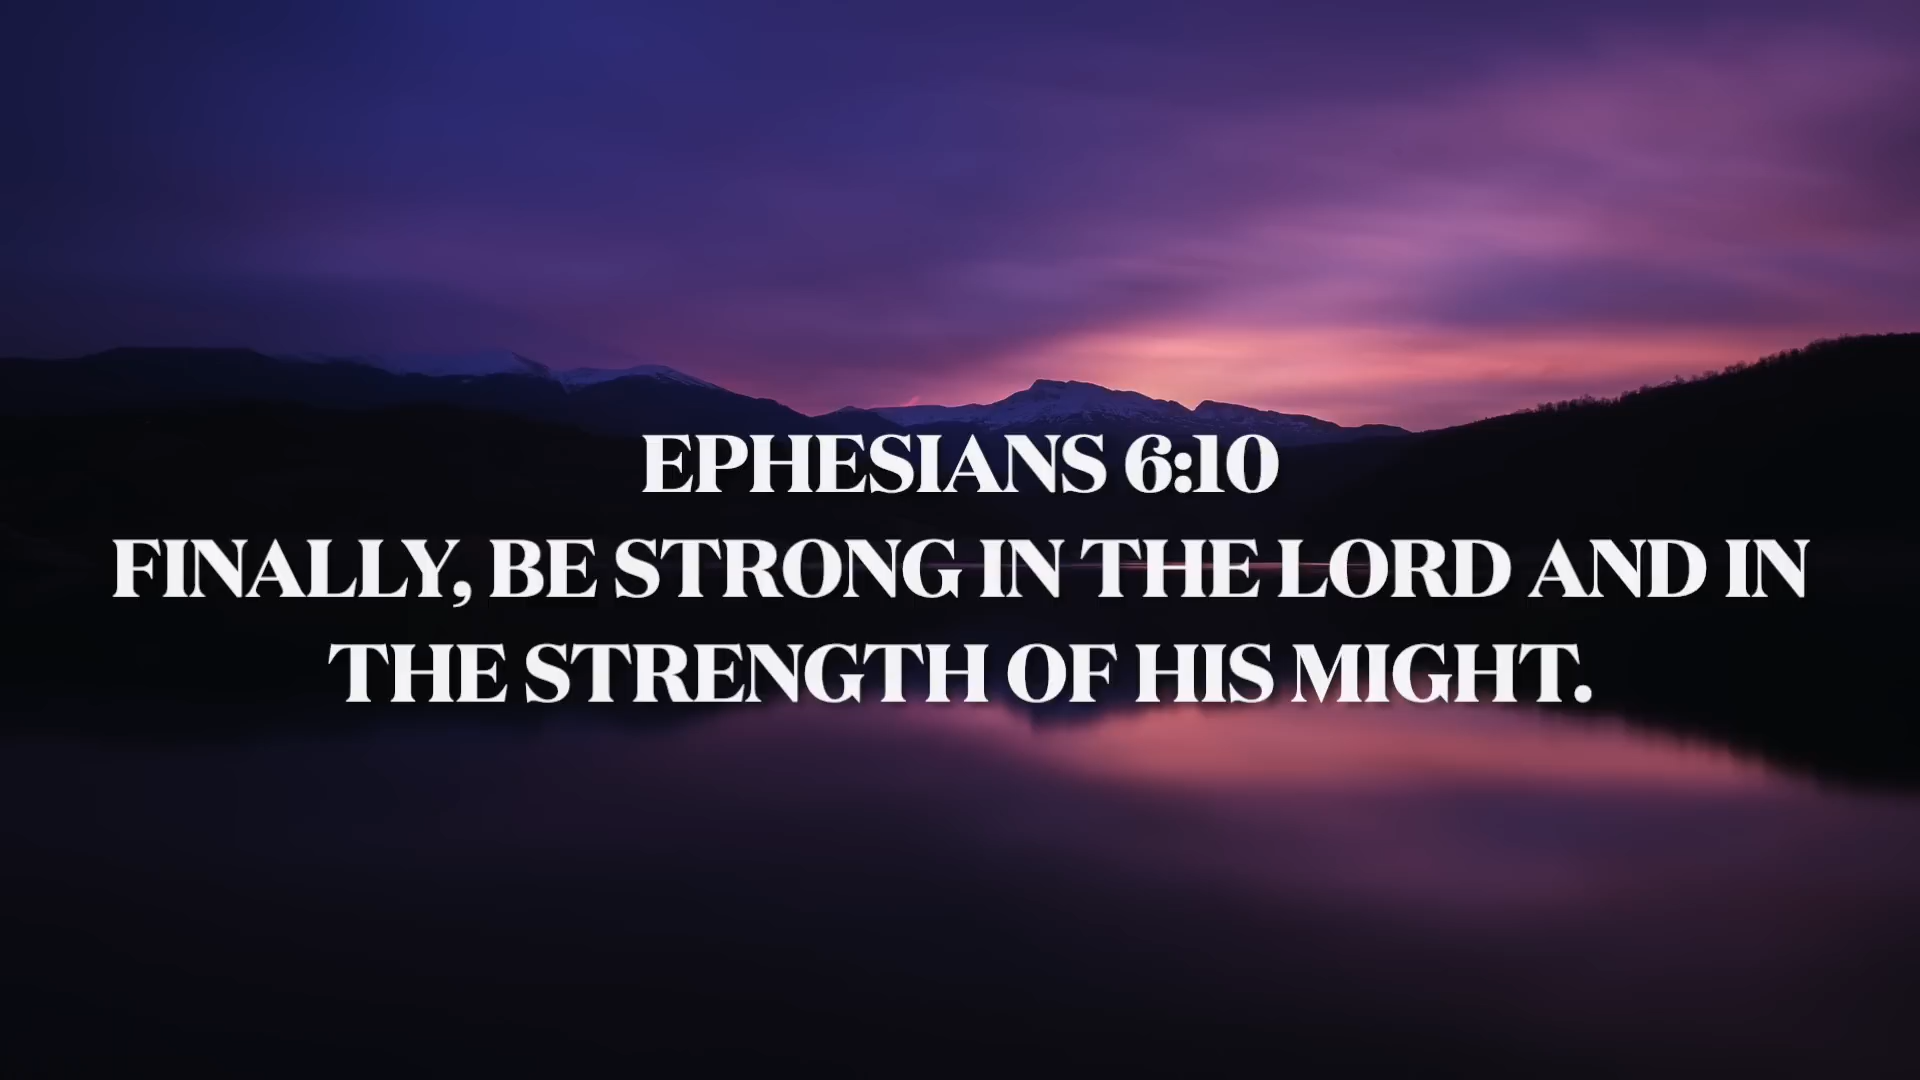 EPHESIANS 6:10
FINALLY, BE STRONG IN THE LORD AND IN
THE STRENGTH OF HIS MIGHT.